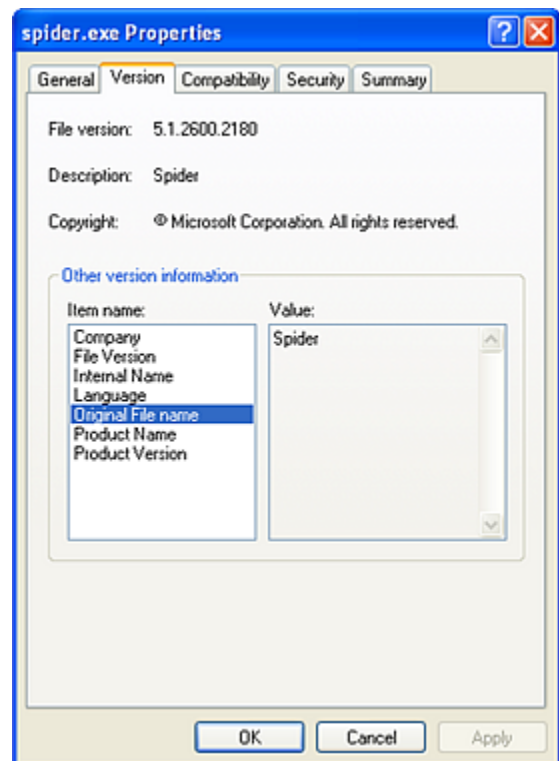 spider.exe Properties
General Version Compatibility Security Summary
File version: 5.1.2600.2180
Description: Spider
Copyright: © Microsoft Corporation. All rights reserved.
Other version information
Item name: Value:
Company Spider
File Version
Internal Name
Language
Original File name
Product Name
Product Version
OK Cancel Apply